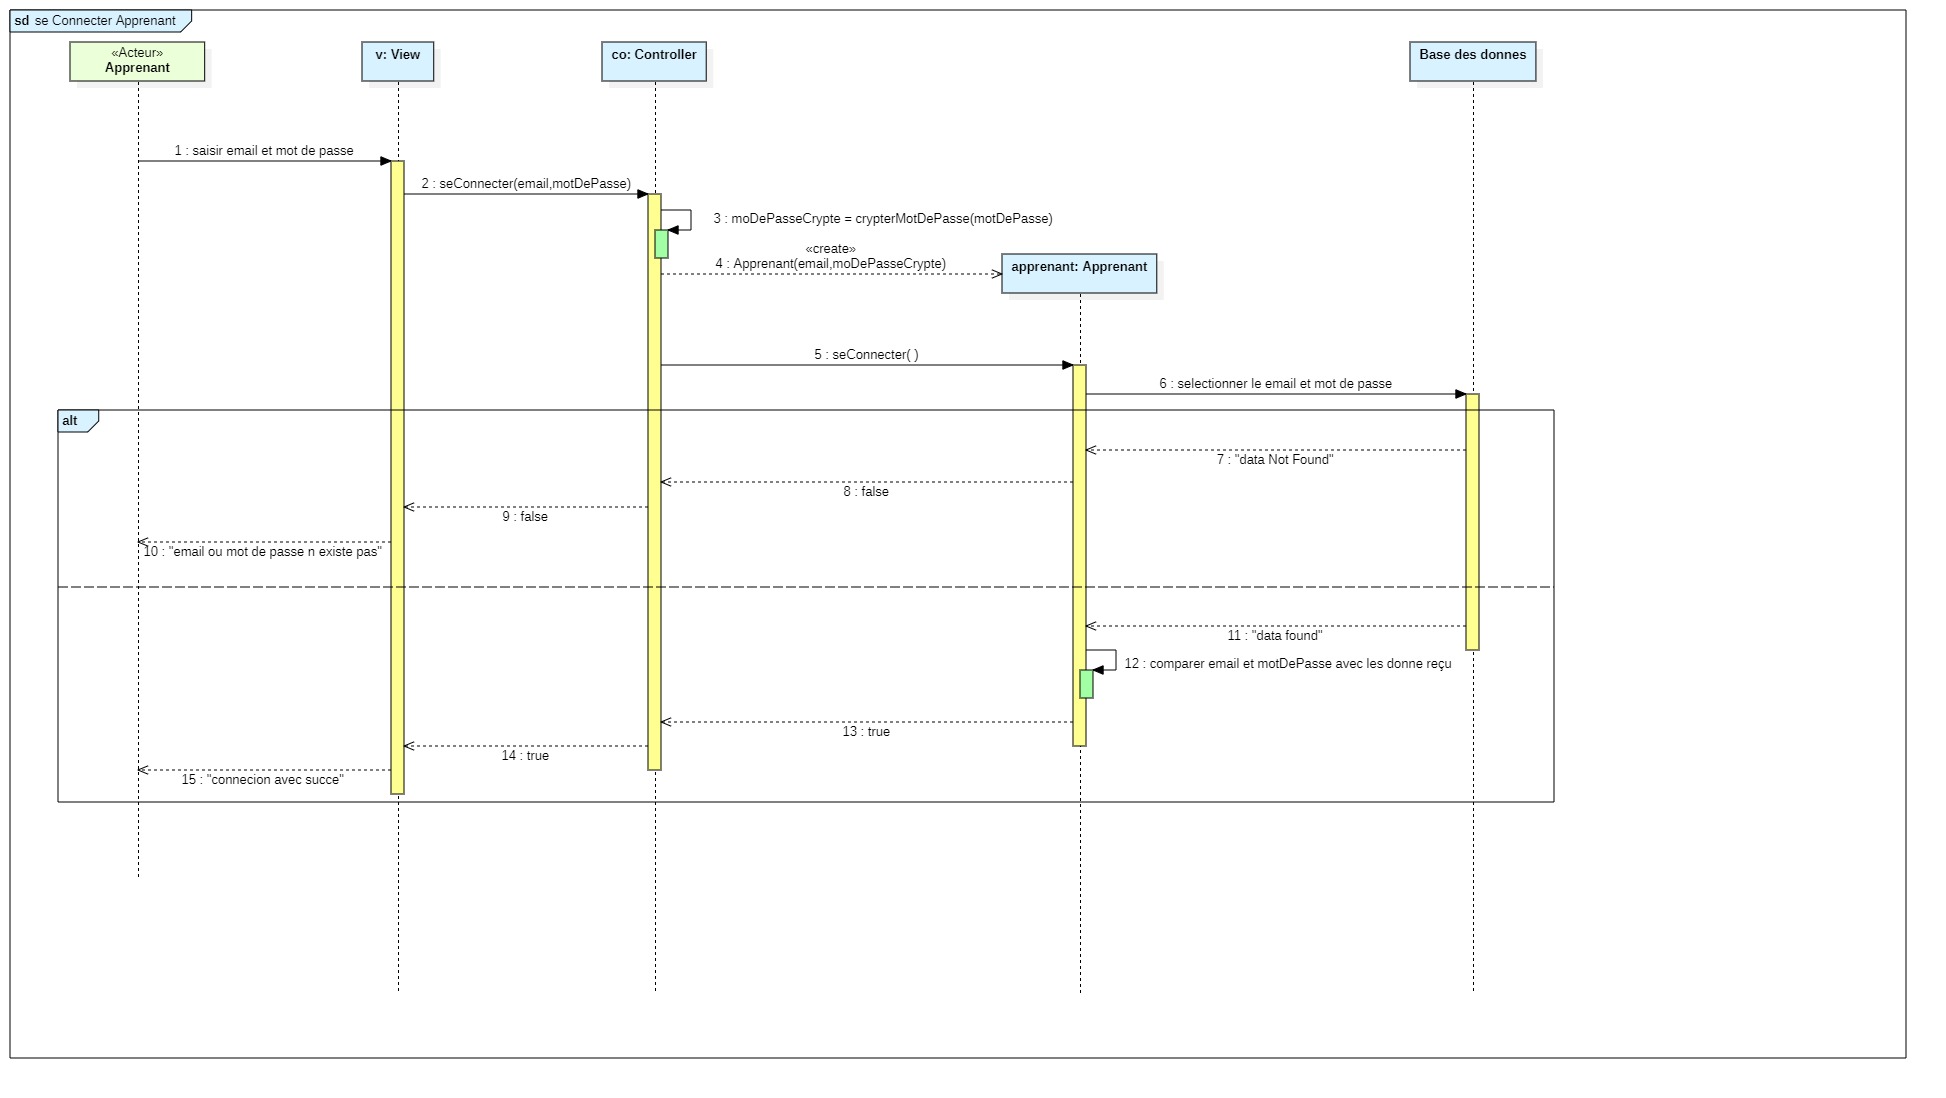 sd se Connecter Apprenant
«Acteur»
Apprenant
v: View
co: Controller
Base des donnes
1 : saisir email et mot de passe
2 : seConnecter(email,motDePasse)
3 : moDePasseCrypte = crypterMotDePasse(motDePasse)
«create»
4 : Apprenant(email,moDePasseCrypte)
apprenant: Apprenant
5 : seConnecter( )
6 : selectionner le email et mot de passe
alt
7 : "data Not Found"
8 : false
9 : false
10 : "email ou mot de passe n existe pas"
11 : "data found"
12 : comparer email et motDePasse avec les donne reçu
13 : true
14 : true
15 : "connecion avec succe"